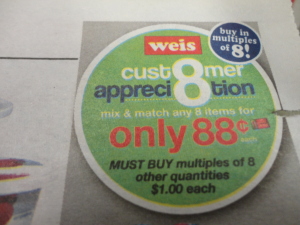 weis
buy in
multiples
of 8!
cust8mer
appreci8tion
mix & match any 8 items for
only 88¢
MUST BUY multiples of 8
other quantities
$1.00 each